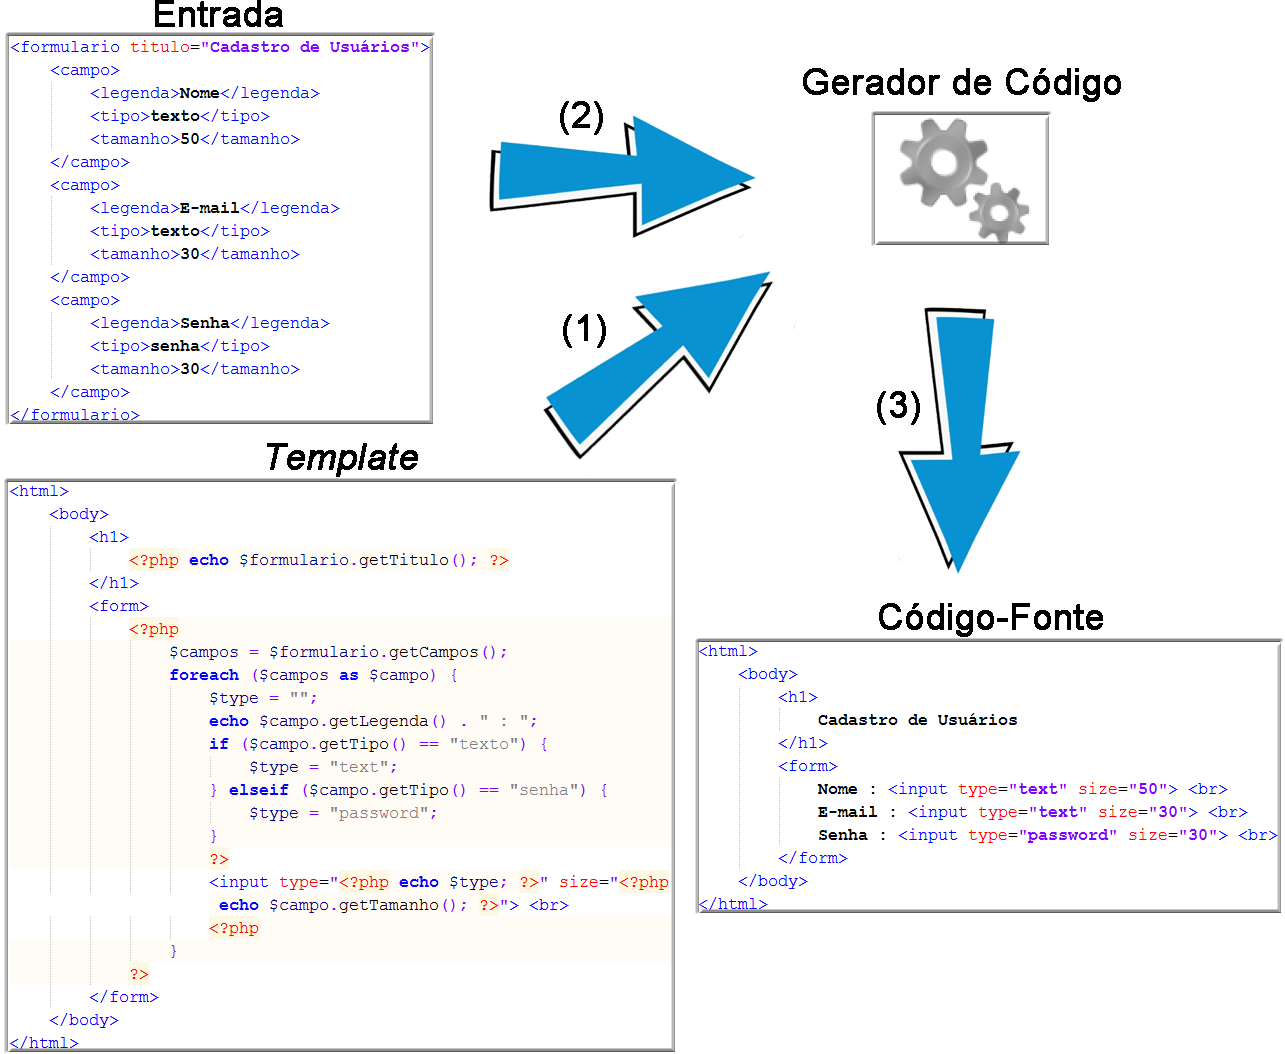 Entrada
<formulario titulo="Cadastro de Usuários">
<campo>
<legenda>Nome</legenda>
<tipo>texto</tipo>
<tamanho>50</tamanho>
</campo>
<campo>
<legenda>E-mail</legenda>
<tipo>texto</tipo>
<tamanho>30</tamanho>
</campo>
<campo>
<legenda>Senha</legenda>
<tipo>senha</tipo>
<tamanho>30</tamanho>
</campo>
</formulario>
(2)
Gerador de Código
(1)
(3)
Template
<html>
<body>
<h1>
<?php echo $formulario.getTitulo(); ?>
</h1>
<form>
<?php
$campos = $formulario.getCampos();
foreach ($campos as $campo) {
$type = "";
echo $campo.getLegenda() . " : ";
if ($campo.getTipo() == "texto") {
$type = "text";
} elseif ($campo.getTipo() == "senha") {
$type = "password";
}
?>
<input type="<?php echo $type; ?>" size="<?php
echo $campo.getTamanho(); ?>"> <br>
<?php
}
?>
</form>
</body>
</html>
Código-Fonte
<html>
<body>
<h1>
Cadastro de Usuários
</h1>
<form>
Nome : <input type="text" size="50"> <br>
E-mail : <input type="text" size="30"> <br>
Senha : <input type="password" size="30"> <br>
</form>
</body>
</html>